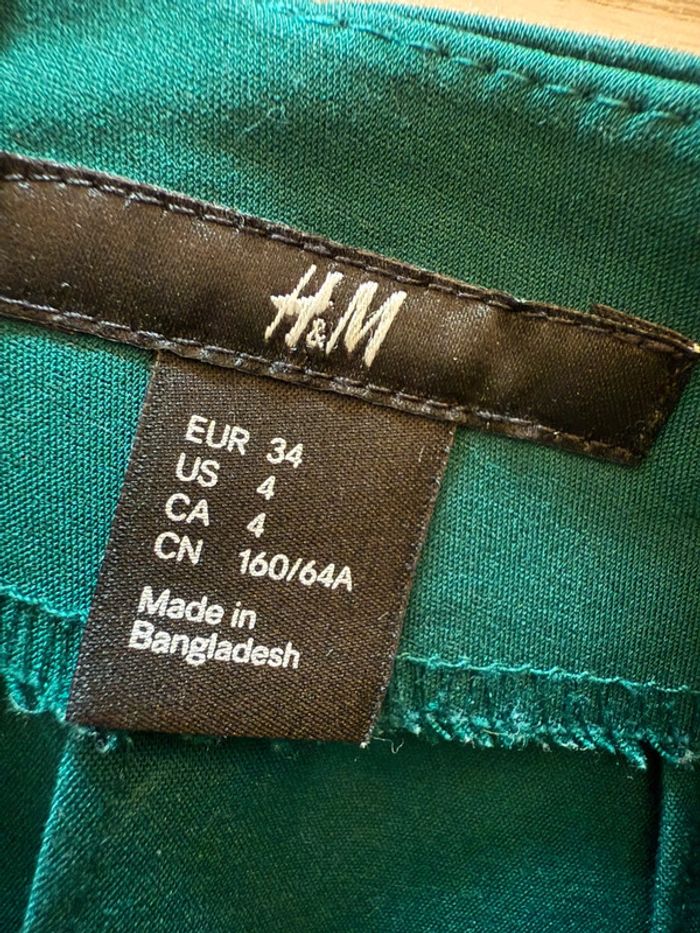 H&M
EUR 34
US 4
CA 4
CN 160/64A
Made in
Bangladesh